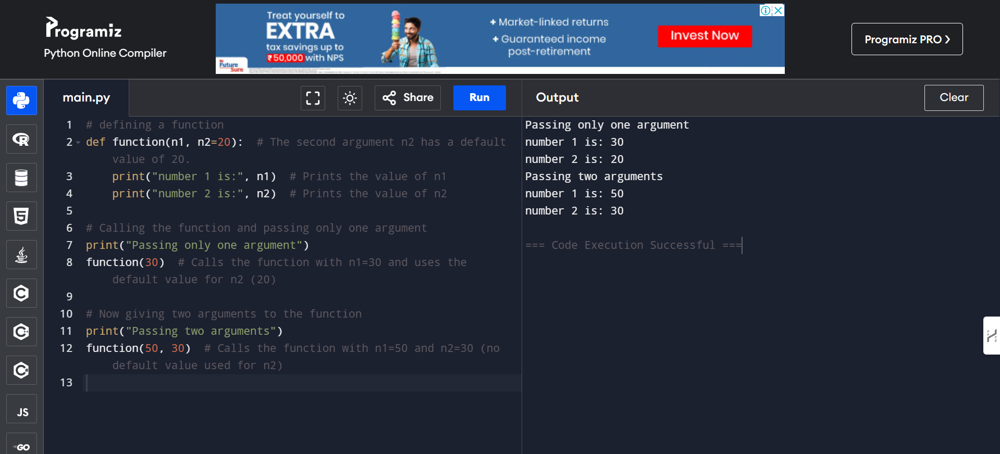 Programiz
Python Online Compiler
Treat yourself to
EXTRA
tax savings up to
₹50,000 with NPS
Future
Sure
+ Market-linked returns
+ Guaranteed income
post-retirement
Invest Now
Programiz PRO ❯
main.py
Share
Run
Output
Clear
1 # defining a function
2 def function(n1, n2=20):  # The second argument n2 has a default
value of 20.
3     print("number 1 is:", n1)  # Prints the value of n1
4     print("number 2 is:", n2)  # Prints the value of n2
5
6 # Calling the function and passing only one argument
7 print("Passing only one argument")
8 function(30)  # Calls the function with n1=30 and uses the
default value for n2 (20)
9
10 # Now giving two arguments to the function
11 print("Passing two arguments")
12 function(50, 30)  # Calls the function with n1=50 and n2=30 (no
default value used for n2)
13
Passing only one argument
number 1 is: 30
number 2 is: 20
Passing two arguments
number 1 is: 50
number 2 is: 30
=== Code Execution Successful ===
R
5
C
C++
C#
JS
GO